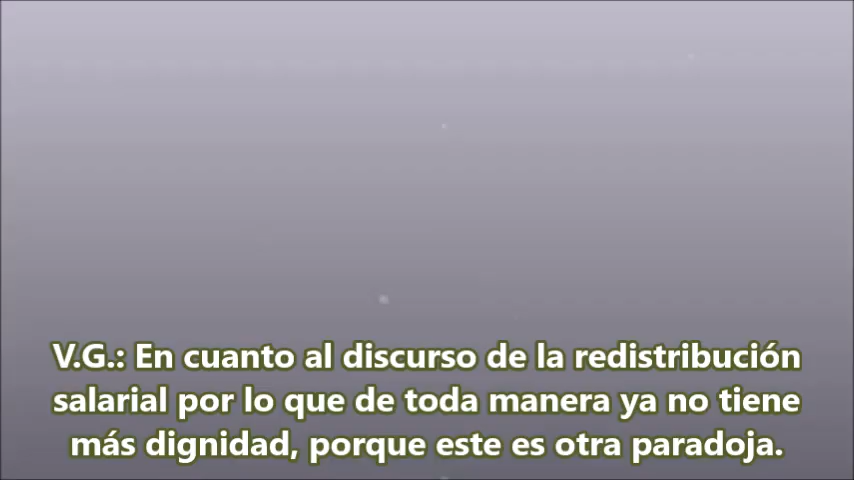 V.G.: En cuanto al discurso de la redistribución
salarial por lo que de toda manera ya no tiene
más dignidad, porque este es otra paradoja.